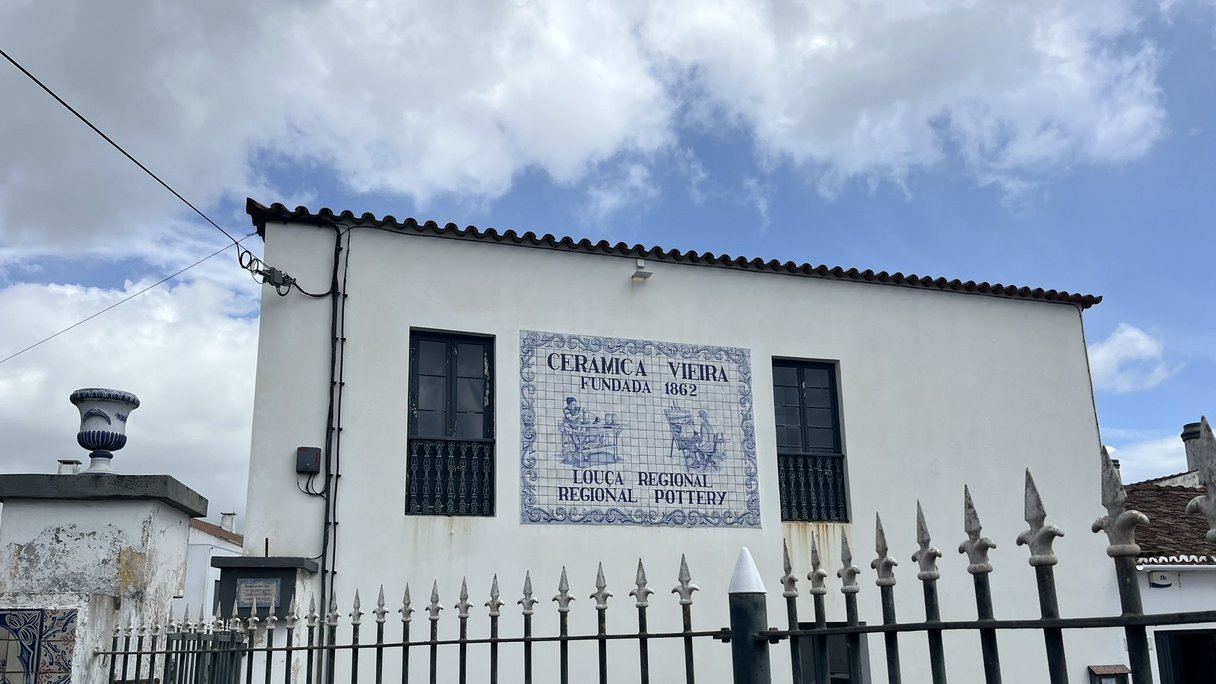 CERÂMICA VIEIRA
FUNDADA 1862
LOUÇA REGIONAL
REGIONAL POTTERY